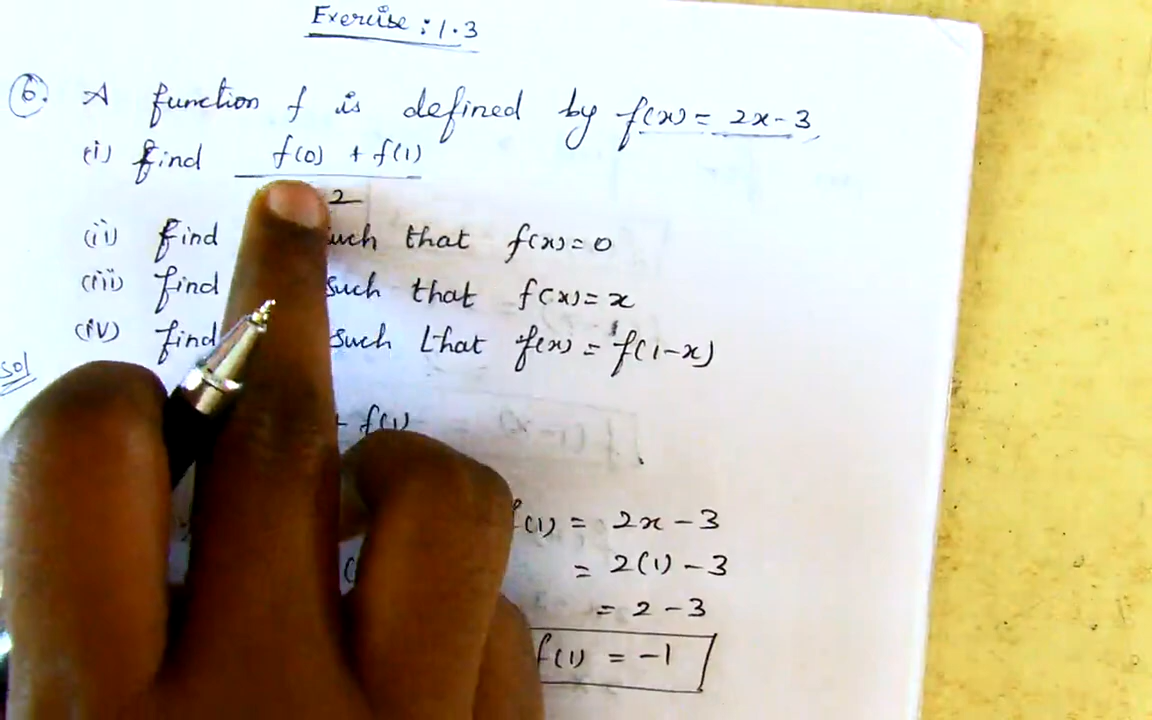 Exercise : 1.3
6. A function f is defined by f(x) = 2x-3,
(i) find f(0) + f(1)
2
(ii) find such that f(x)=0
(iii) find such that f(x)=x
(iv) find such that f(x) = f(1-x)
Sol
+ f(1)
f(1) = 2x-3
= 2(1)-3
= 2-3
f(1) = -1